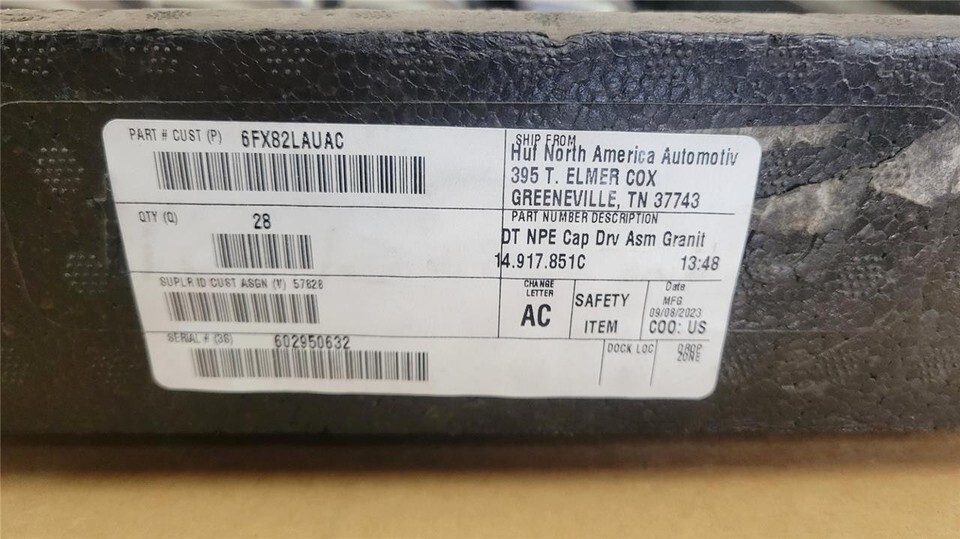 PART # CUST (P) 6FX82LAUAC
QTY (Q) 28
SUPLR ID CUST ASGN (V) 57828
SERIAL # (3S) 602950632
SHIP FROM
Huf North America Automotiv
395 T. ELMER COX
GREENEVILLE, TN 37743
PART NUMBER DESCRIPTION
DT NPE Cap Drv Asm Granit
14.917.851C 13:48
CHANGE
LETTER
AC
SAFETY
ITEM
Date
MFG
09/08/2023
COO: US
DOCK LOC
DROP
ZONE